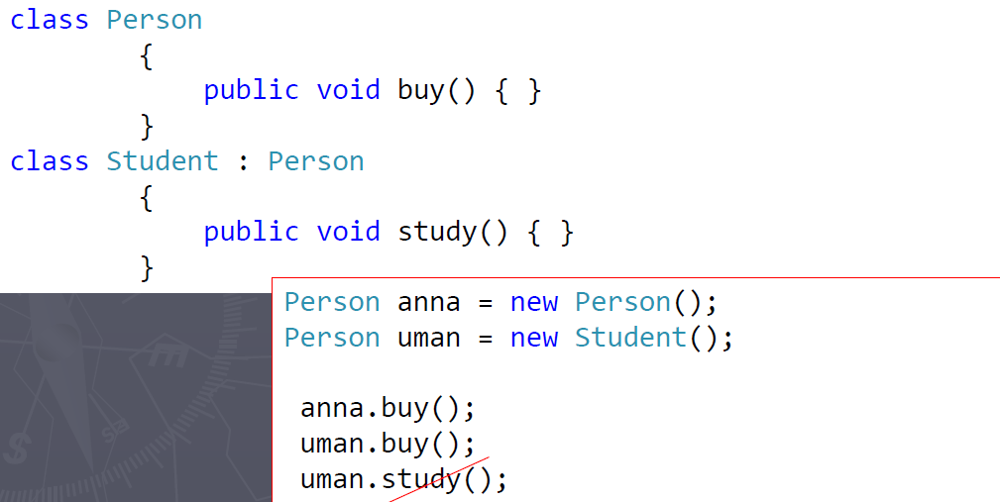 class Person
{
public void buy() { }
}
class Student : Person
{
public void study() { }
}
Person anna = new Person();
Person uman = new Student();
anna.buy();
uman.buy();
uman.study();
E
S
SE